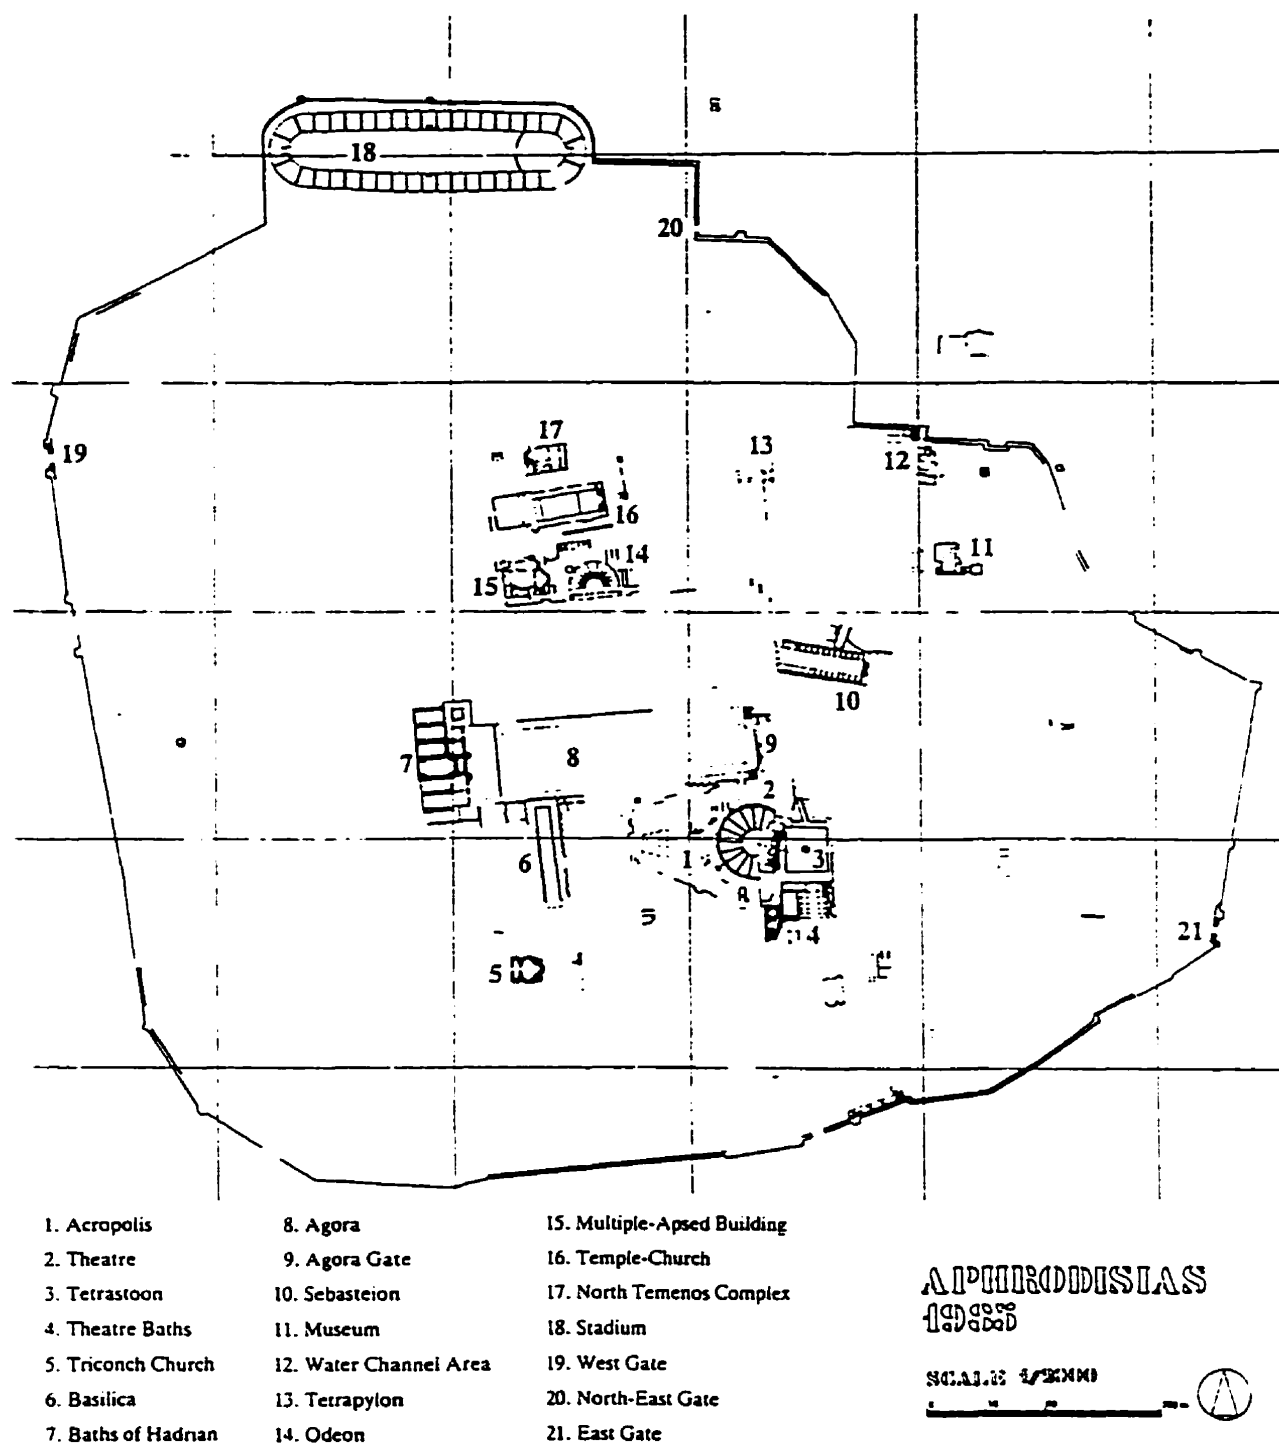 18
20
17
13
19
12
16
14
11
15
10
9
7
8
2
6
1
3
4
21
5
1. Acropolis
2. Theatre
3. Tetrastoon
4. Theatre Baths
5. Triconch Church
6. Basilica
7. Baths of Hadrian
8. Agora
9. Agora Gate
10. Sebasteion
11. Museum
12. Water Channel Area
13. Tetrapylon
14. Odeon
15. Multiple-Apsed Building
16. Temple-Church
17. North Temenos Complex
18. Stadium
19. West Gate
20. North-East Gate
21. East Gate
APHRODISIAS
1985
SCALE